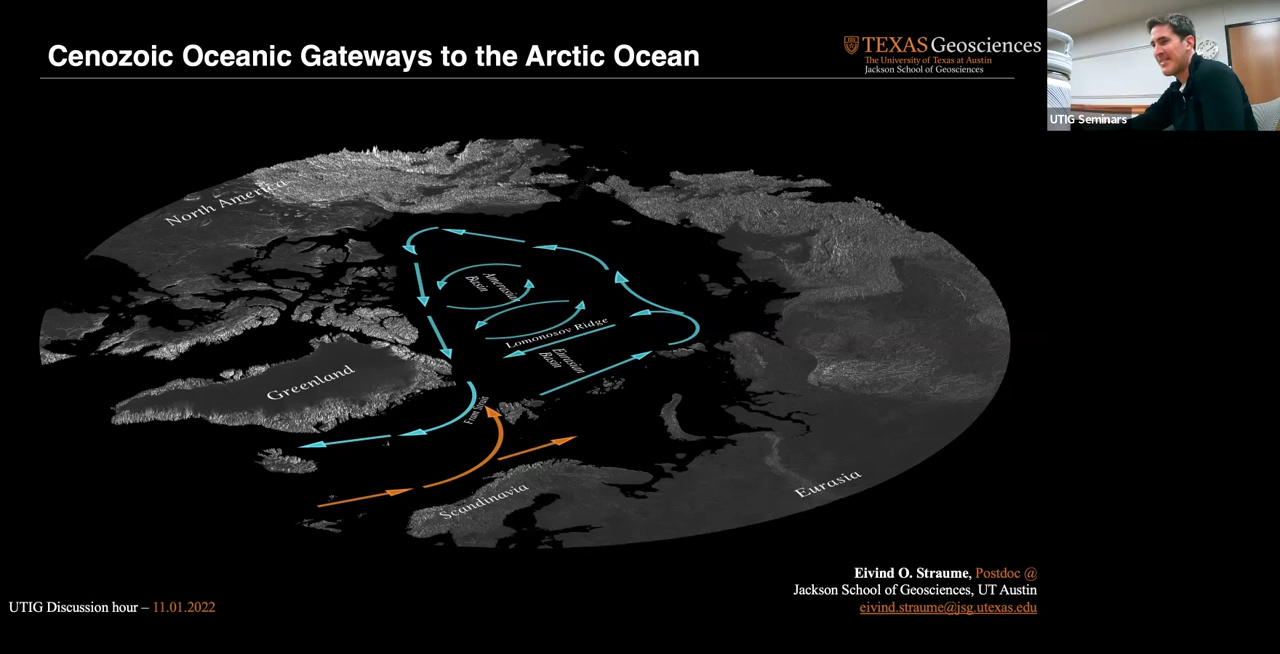 Cenozoic Oceanic Gateways to the Arctic Ocean
TEXAS Geosciences
The University of Texas at Austin
Jackson School of Geosciences
UTIG Seminars
North America
Amerasian
Basin
Lomonosov Ridge
Eurasian
Basin
Greenland
Fram Strait
Scandinavia
Eurasia
Eivind O. Straume, Postdoc @
Jackson School of Geosciences, UT Austin
eivind.straume@jsg.utexas.edu
UTIG Discussion hour – 11.01.2022